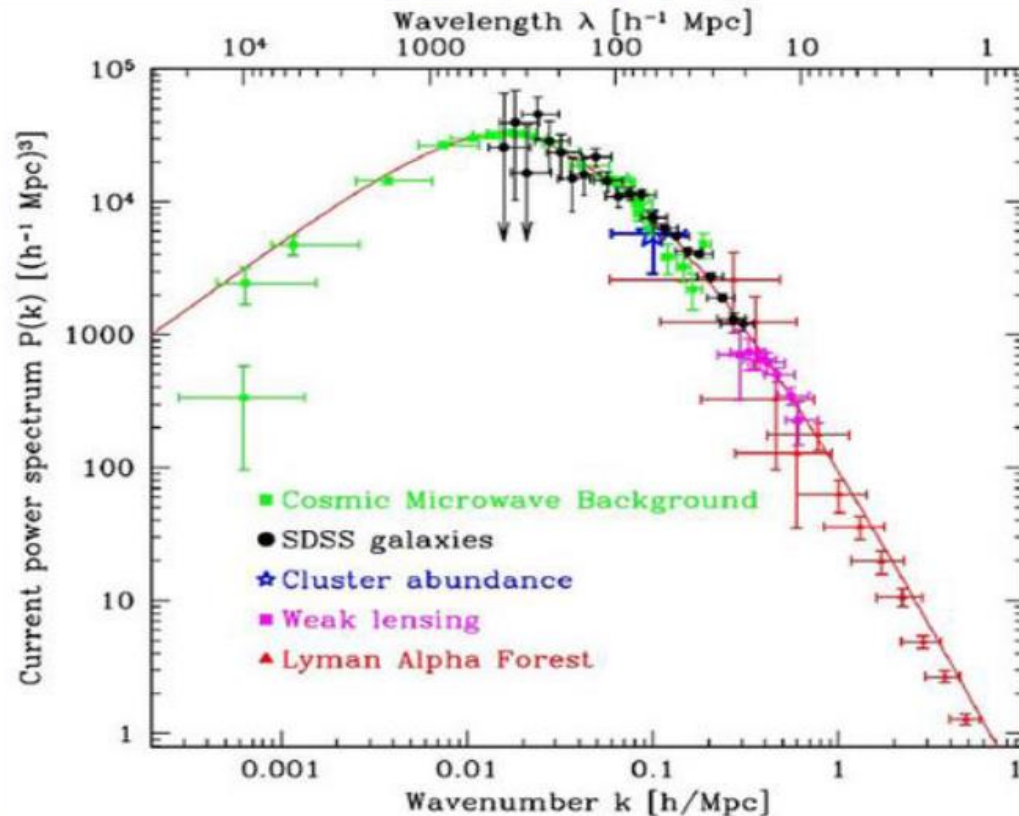 Wavelength λ [h⁻¹ Mpc]
10⁴ 1000 100 10 1
10⁵
10⁴
1000
100
10
1
Current power spectrum P(k) [(h⁻¹ Mpc)³]
Cosmic Microwave Background
SDSS galaxies
Cluster abundance
Weak lensing
Lyman Alpha Forest
0.001 0.01 0.1 1 1
Wavenumber k [h/Mpc]